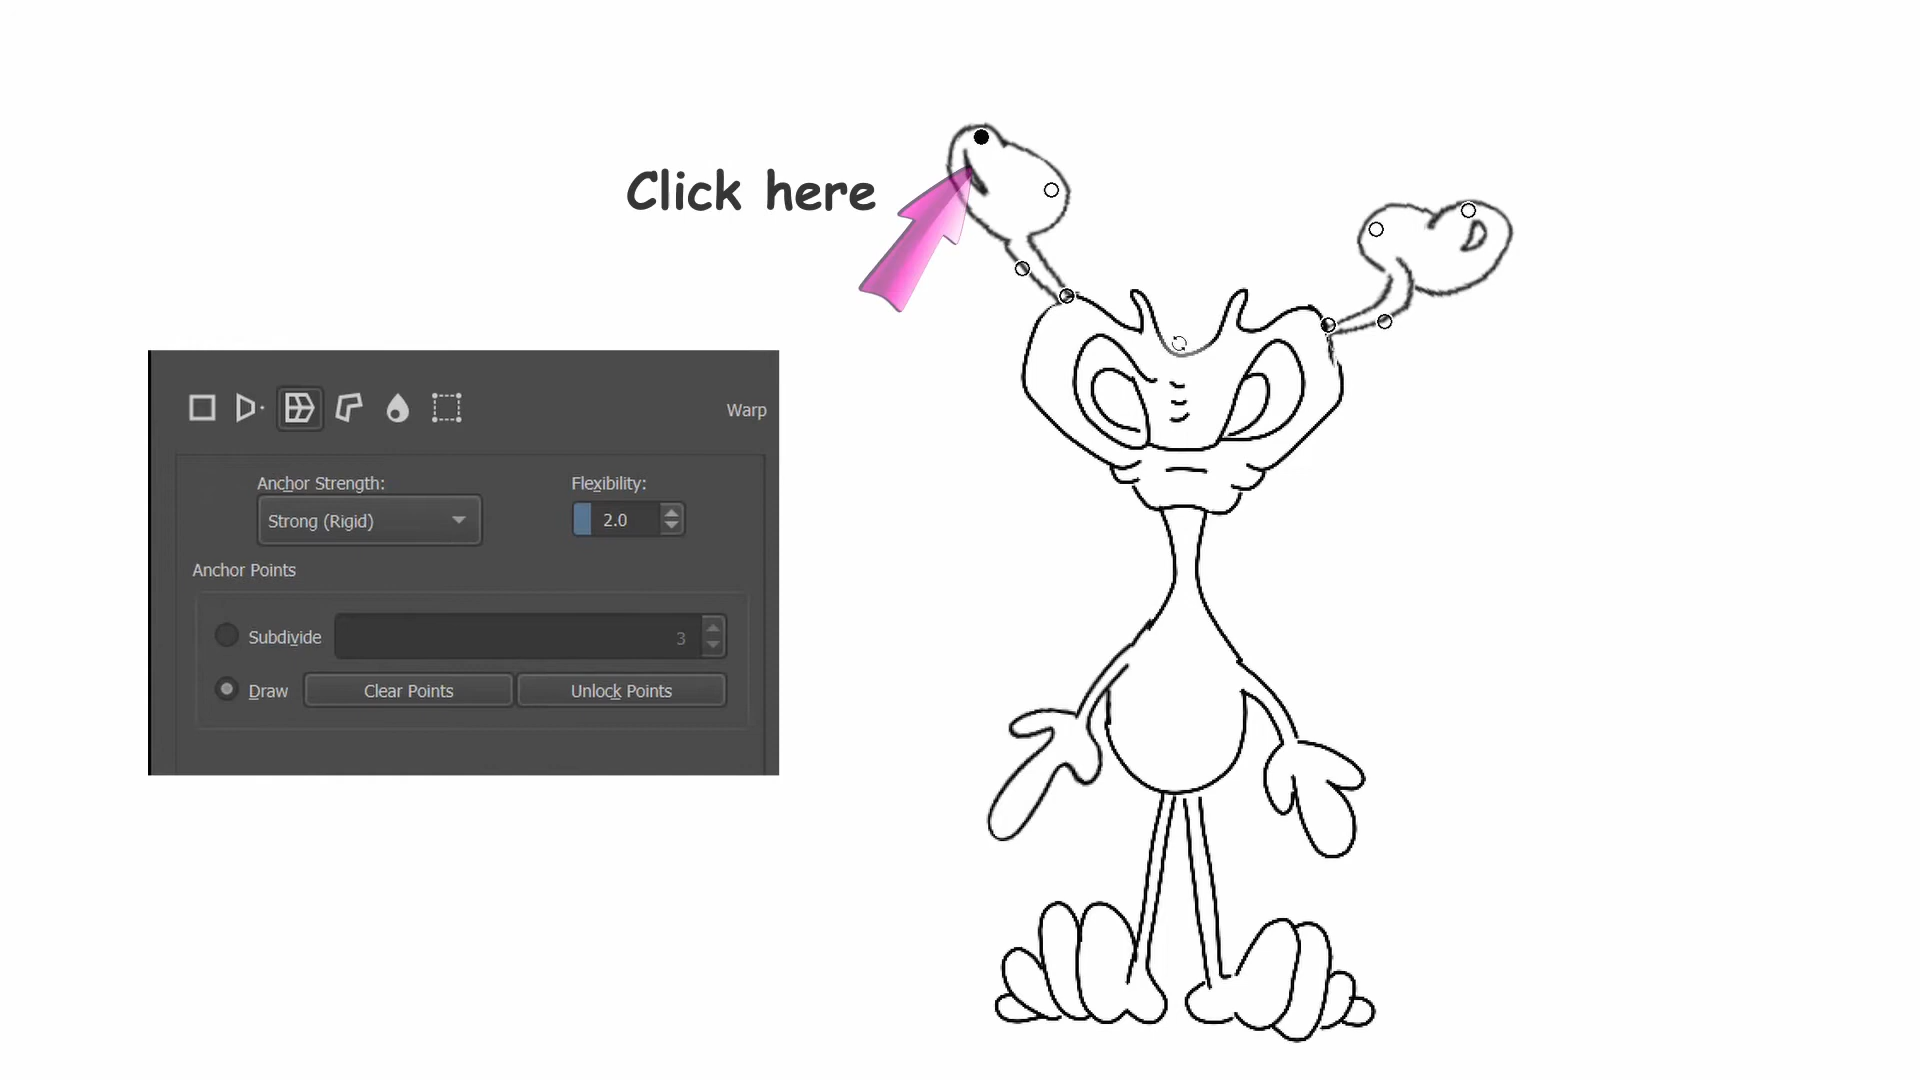 Click here
Warp
Anchor Strength:
Flexibility:
Strong (Rigid)
2.0
Anchor Points
Subdivide
3
Draw
Clear Points
Unlock Points